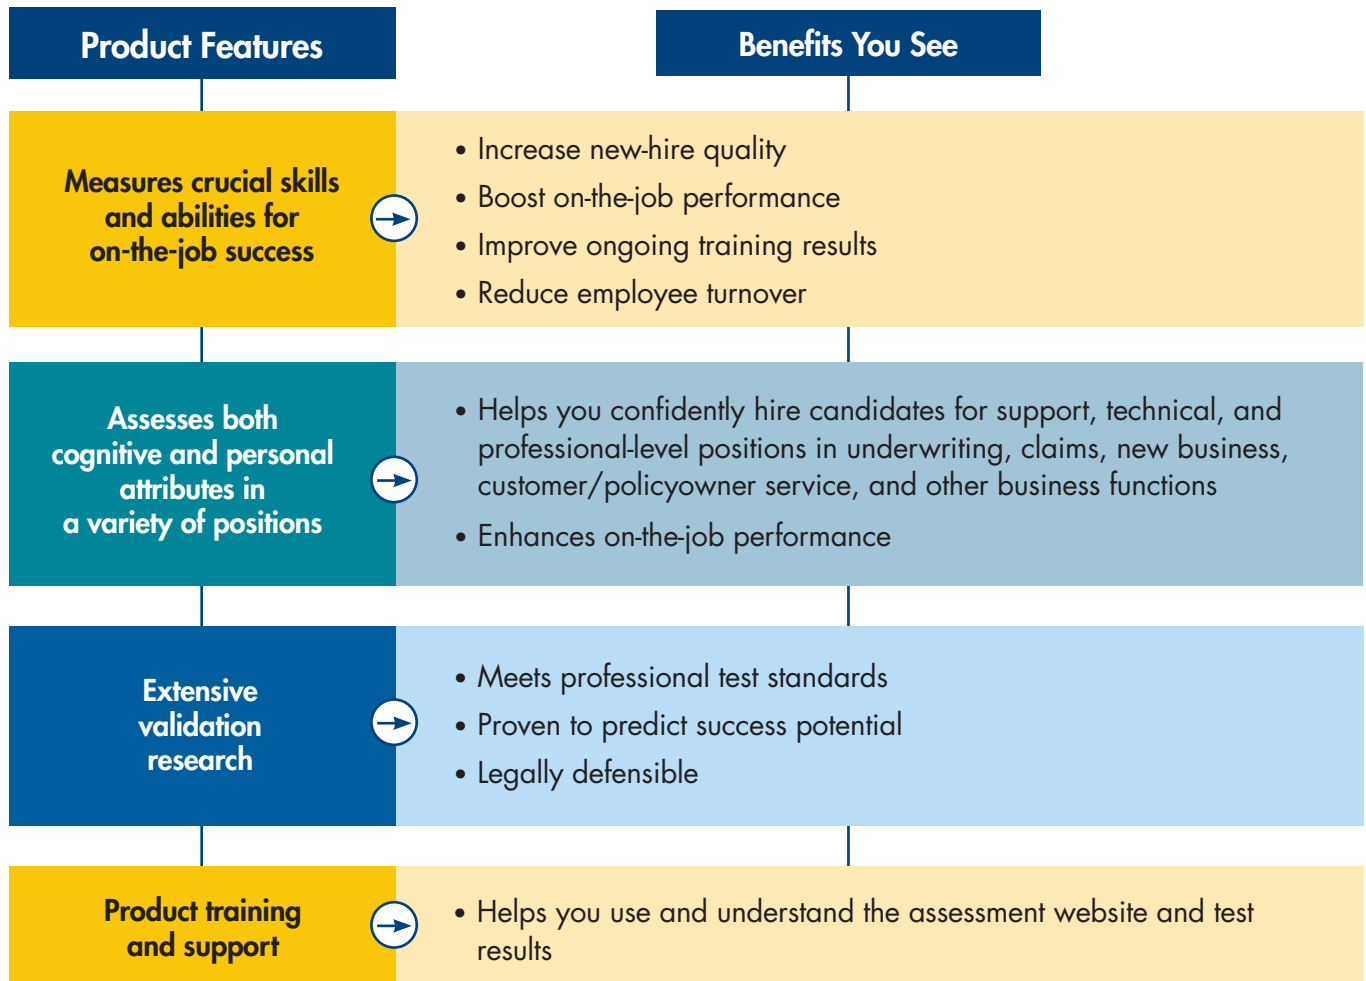 Product Features
Benefits You See
Measures crucial skills
and abilities for
on-the-job success
• Increase new-hire quality
• Boost on-the-job performance
• Improve ongoing training results
• Reduce employee turnover
Assesses both
cognitive and personal
attributes in
a variety of positions
• Helps you confidently hire candidates for support, technical, and
professional-level positions in underwriting, claims, new business,
customer/policyowner service, and other business functions
• Enhances on-the-job performance
Extensive
validation
research
• Meets professional test standards
• Proven to predict success potential
• Legally defensible
Product training
and support
• Helps you use and understand the assessment website and test
results